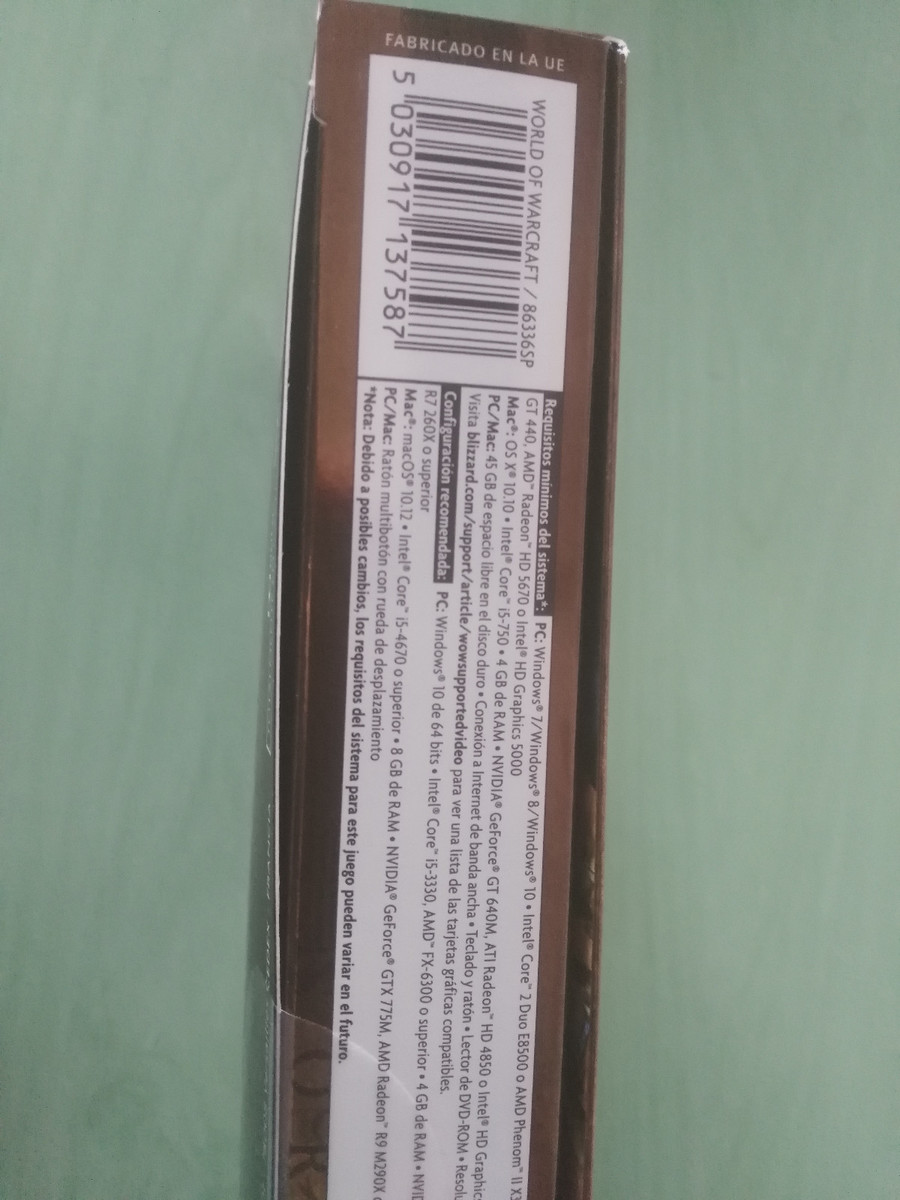 FABRICADO EN LA UE
WORLD OF WARCRAFT / 86336SP
5 030917 137587
Requisitos mínimos del sistema*: PC: Windows® 7/Windows® 8/Windows® 10 • Intel® Core™ 2 Duo E8500 o AMD Phenom™ II X3
GT 440, AMD™ Radeon™ HD 5670 o Intel® HD Graphics 5000
Mac®: OS X® 10.10 • Intel® Core™ i5-750 • 4 GB de RAM • NVIDIA® GeForce® GT 640M, ATI Radeon™ HD 4850 o Intel® HD Graphics
PC/Mac: 45 GB de espacio libre en el disco duro • Conexión a Internet de banda ancha • Teclado y ratón • Lector de DVD-ROM •
Visita blizzard.com/support/article/wowsupportedvideo para ver una lista de las tarjetas gráficas compatibles.
Configuración recomendada: PC: Windows® 10 de 64 bits • Intel® Core™ i5-3330, AMD™ FX-6300 o superior • 4 GB de RAM •
R7 260X o superior
Mac®: macOS® 10.12 • Intel® Core™ i5-4670 o superior • 8 GB de RAM • NVIDIA® GeForce® GTX 775M, AMD Radeon™ R9 M290X
PC/Mac: Ratón multibotón con rueda de desplazamiento
*Nota: Debido a posibles cambios, los requisitos del sistema para este juego pueden variar en el futuro.